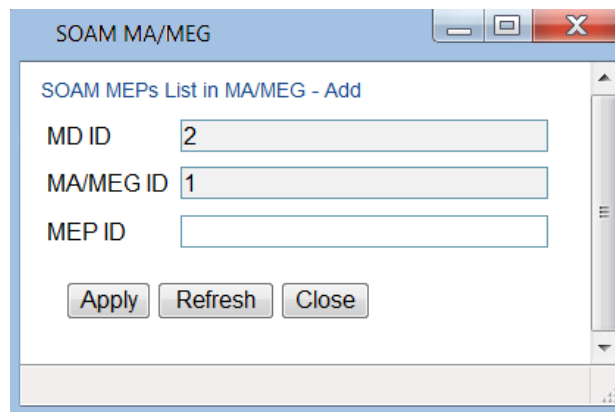 SOAM MA/MEG
SOAM MEPs List in MA/MEG - Add
MD ID 2
MA/MEG ID 1
MEP ID
Apply Refresh Close